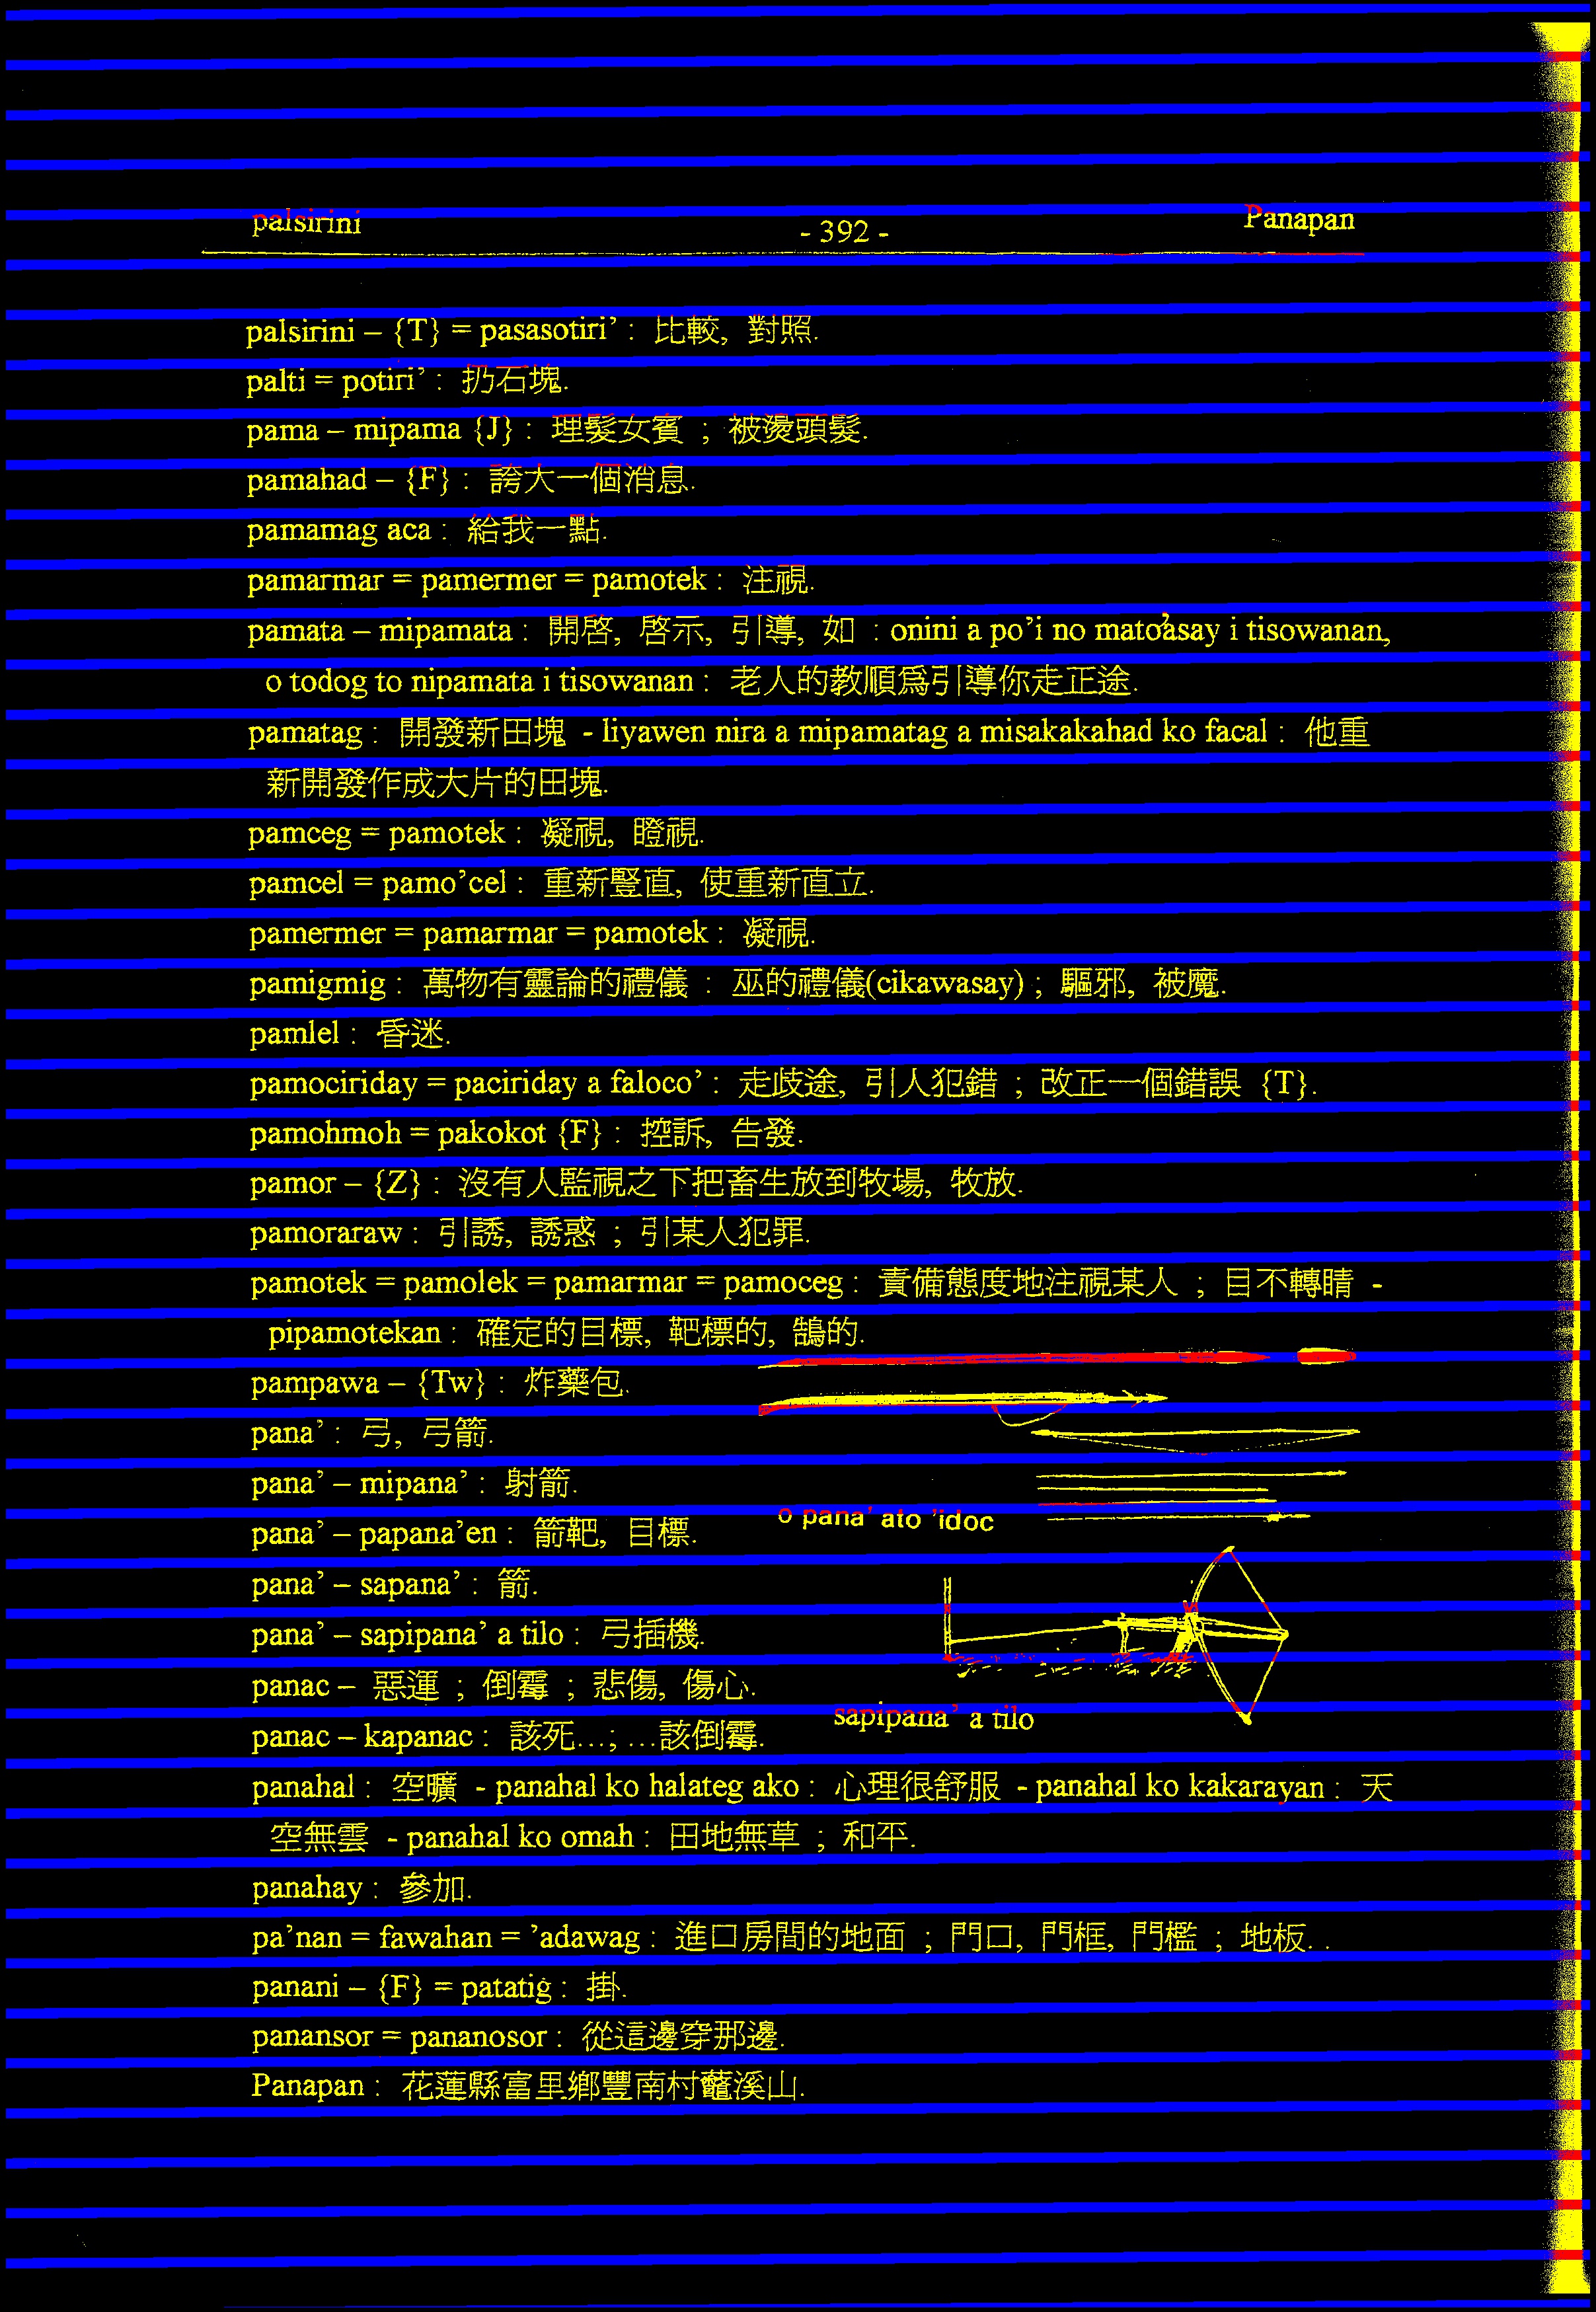 palsirini
- 392 -
Panapan
palsirini – {T} = pasasotiri’ : 比較, 對照.
palti = potiri’ : 扔石塊.
pama – mipama {J} : 理髮女賓 ; 被燙頭髮.
pamahad – {F} : 誇大一個消息.
pamamag aca : 給我一點.
pamarmar = pamermer = pamotek : 注視.
pamata – mipamata : 開啓, 啓示, 引導, 如 : onini a po’i no mato’asay i tisowanan,
o todog to nipamata i tisowanan : 老人的教順爲引導你走正途.
pamatag : 開發新田塊 - liyawen nira a mipamatag a misakakahad ko facal : 他重
新開發作成大片的田塊.
pamceg = pamotek : 凝視, 瞪視.
pamcel = pamo’cel : 重新豎直, 使重新直立.
pamermer = pamarmar = pamotek : 凝視.
pamigmig : 萬物有靈論的禮儀 : 巫的禮儀(cikawasay) ; 驅邪, 被魔.
pamlel : 昏迷.
pamociriday = paciriday a faloco’ : 走歧途, 引人犯錯 ; 改正一個錯誤 {T}.
pamohmoh = pakokot {F} : 控訴, 告發.
pamor – {Z} : 沒有人監視之下把畜生放到牧場, 牧放.
pamoraraw : 引誘, 誘惑 ; 引某人犯罪.
pamotek = pamolek = pamarmar = pamoceg : 責備態度地注視某人 ; 目不轉睛 -
pipamotekan : 確定的目標, 靶標的, 鵠的.
pampawa – {Tw} : 炸藥包.
pana’ : 弓, 弓箭.
pana’ – mipana’ : 射箭.
pana’ – papana’en : 箭靶, 目標.
o pana’ ato ’idoc
pana’ – sapana’ : 箭.
pana’ – sapipana’ a tilo : 弓插機.
panac – 惡運 ; 倒霉 ; 悲傷, 傷心.
sapipana’ a tilo
panac – kapanac : 該死...; ...該倒霉.
panahal : 空曠 - panahal ko halateg ako : 心理很舒服 - panahal ko kakarayan : 天
空無雲 - panahal ko omah : 田地無草 ; 和平.
panahay : 參加.
pa’nan = fawahan = ’adawag : 進口房間的地面 ; 門口, 門框, 門檻 ; 地板. .
panani – {F} = patatig : 掛.
panansor = pananosor : 從這邊穿那邊.
Panapan : 花蓮縣富里鄉豐南村鼈溪山.